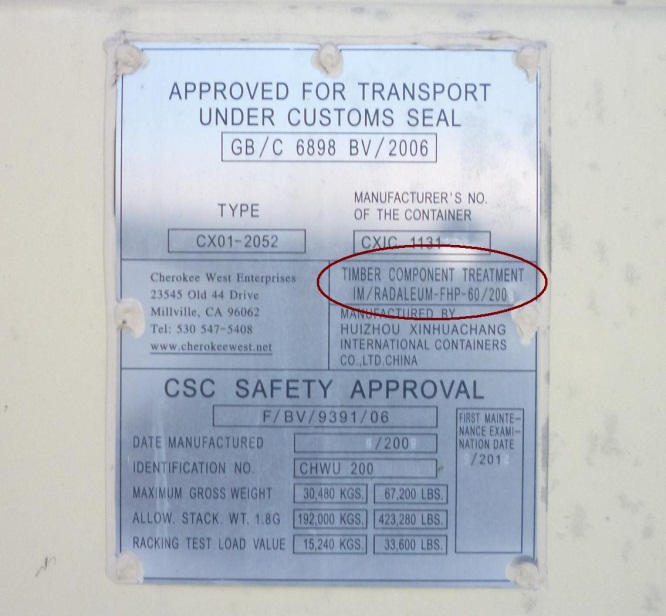 APPROVED FOR TRANSPORT
UNDER CUSTOMS SEAL
GB/C 6898 BV/2006
TYPE
CX01-2052
MANUFACTURER'S NO.
OF THE CONTAINER
CXIC 1131
Cherokee West Enterprises
23545 Old 44 Drive
Millville, CA 96062
Tel: 530 547-5408
www.cherokeewest.net
TIMBER COMPONENT TREATMENT
IM/RADALEUM-FHP-60/200
MANUFACTURED BY
HUIZHOU XINHUACHANG
INTERNATIONAL CONTAINERS
CO.,LTD.CHINA
CSC SAFETY APPROVAL
F/BV/9391/06
DATE MANUFACTURED /200
IDENTIFICATION NO. CHWU 200
MAXIMUM GROSS WEIGHT 30,480 KGS. 67,200 LBS.
ALLOW. STACK. WT. 1.8G 192,000 KGS. 423,280 LBS.
RACKING TEST LOAD VALUE 15,240 KGS. 33,600 LBS.
FIRST MAINTE-
NANCE EXAMI-
NATION DATE
/201